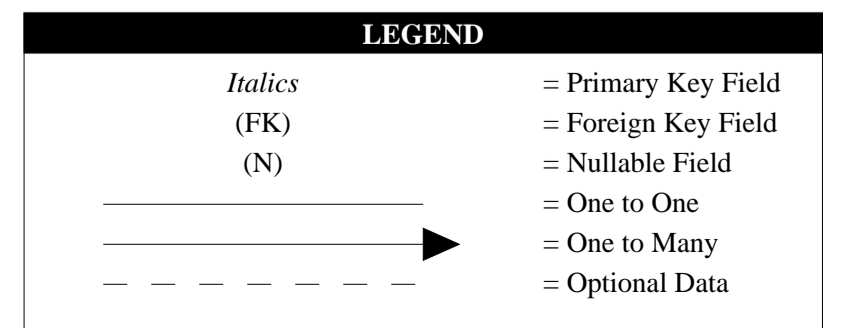 LEGEND
Italics = Primary Key Field
(FK) = Foreign Key Field
(N) = Nullable Field
= One to One
= One to Many
= Optional Data